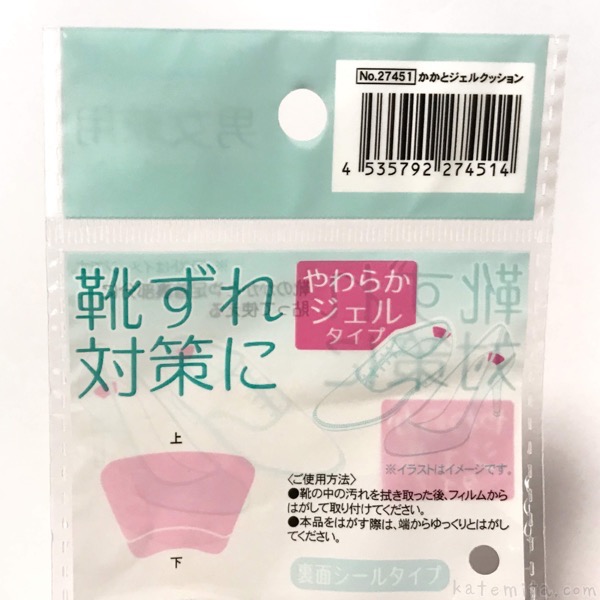 No.27451 かかとジェルクッション
4 535792 274514
男女兼用
靴ずれ
対策に
やわらか
ジェル
タイプ
上
下
※イラストはイメージです。
〈ご使用方法〉
●靴の中の汚れを拭き取った後、フィルムから
はがして取り付けてください。
●本品をはがす際は、端からゆっくりとはがし
てください。
裏面シールタイプ
katemina.com